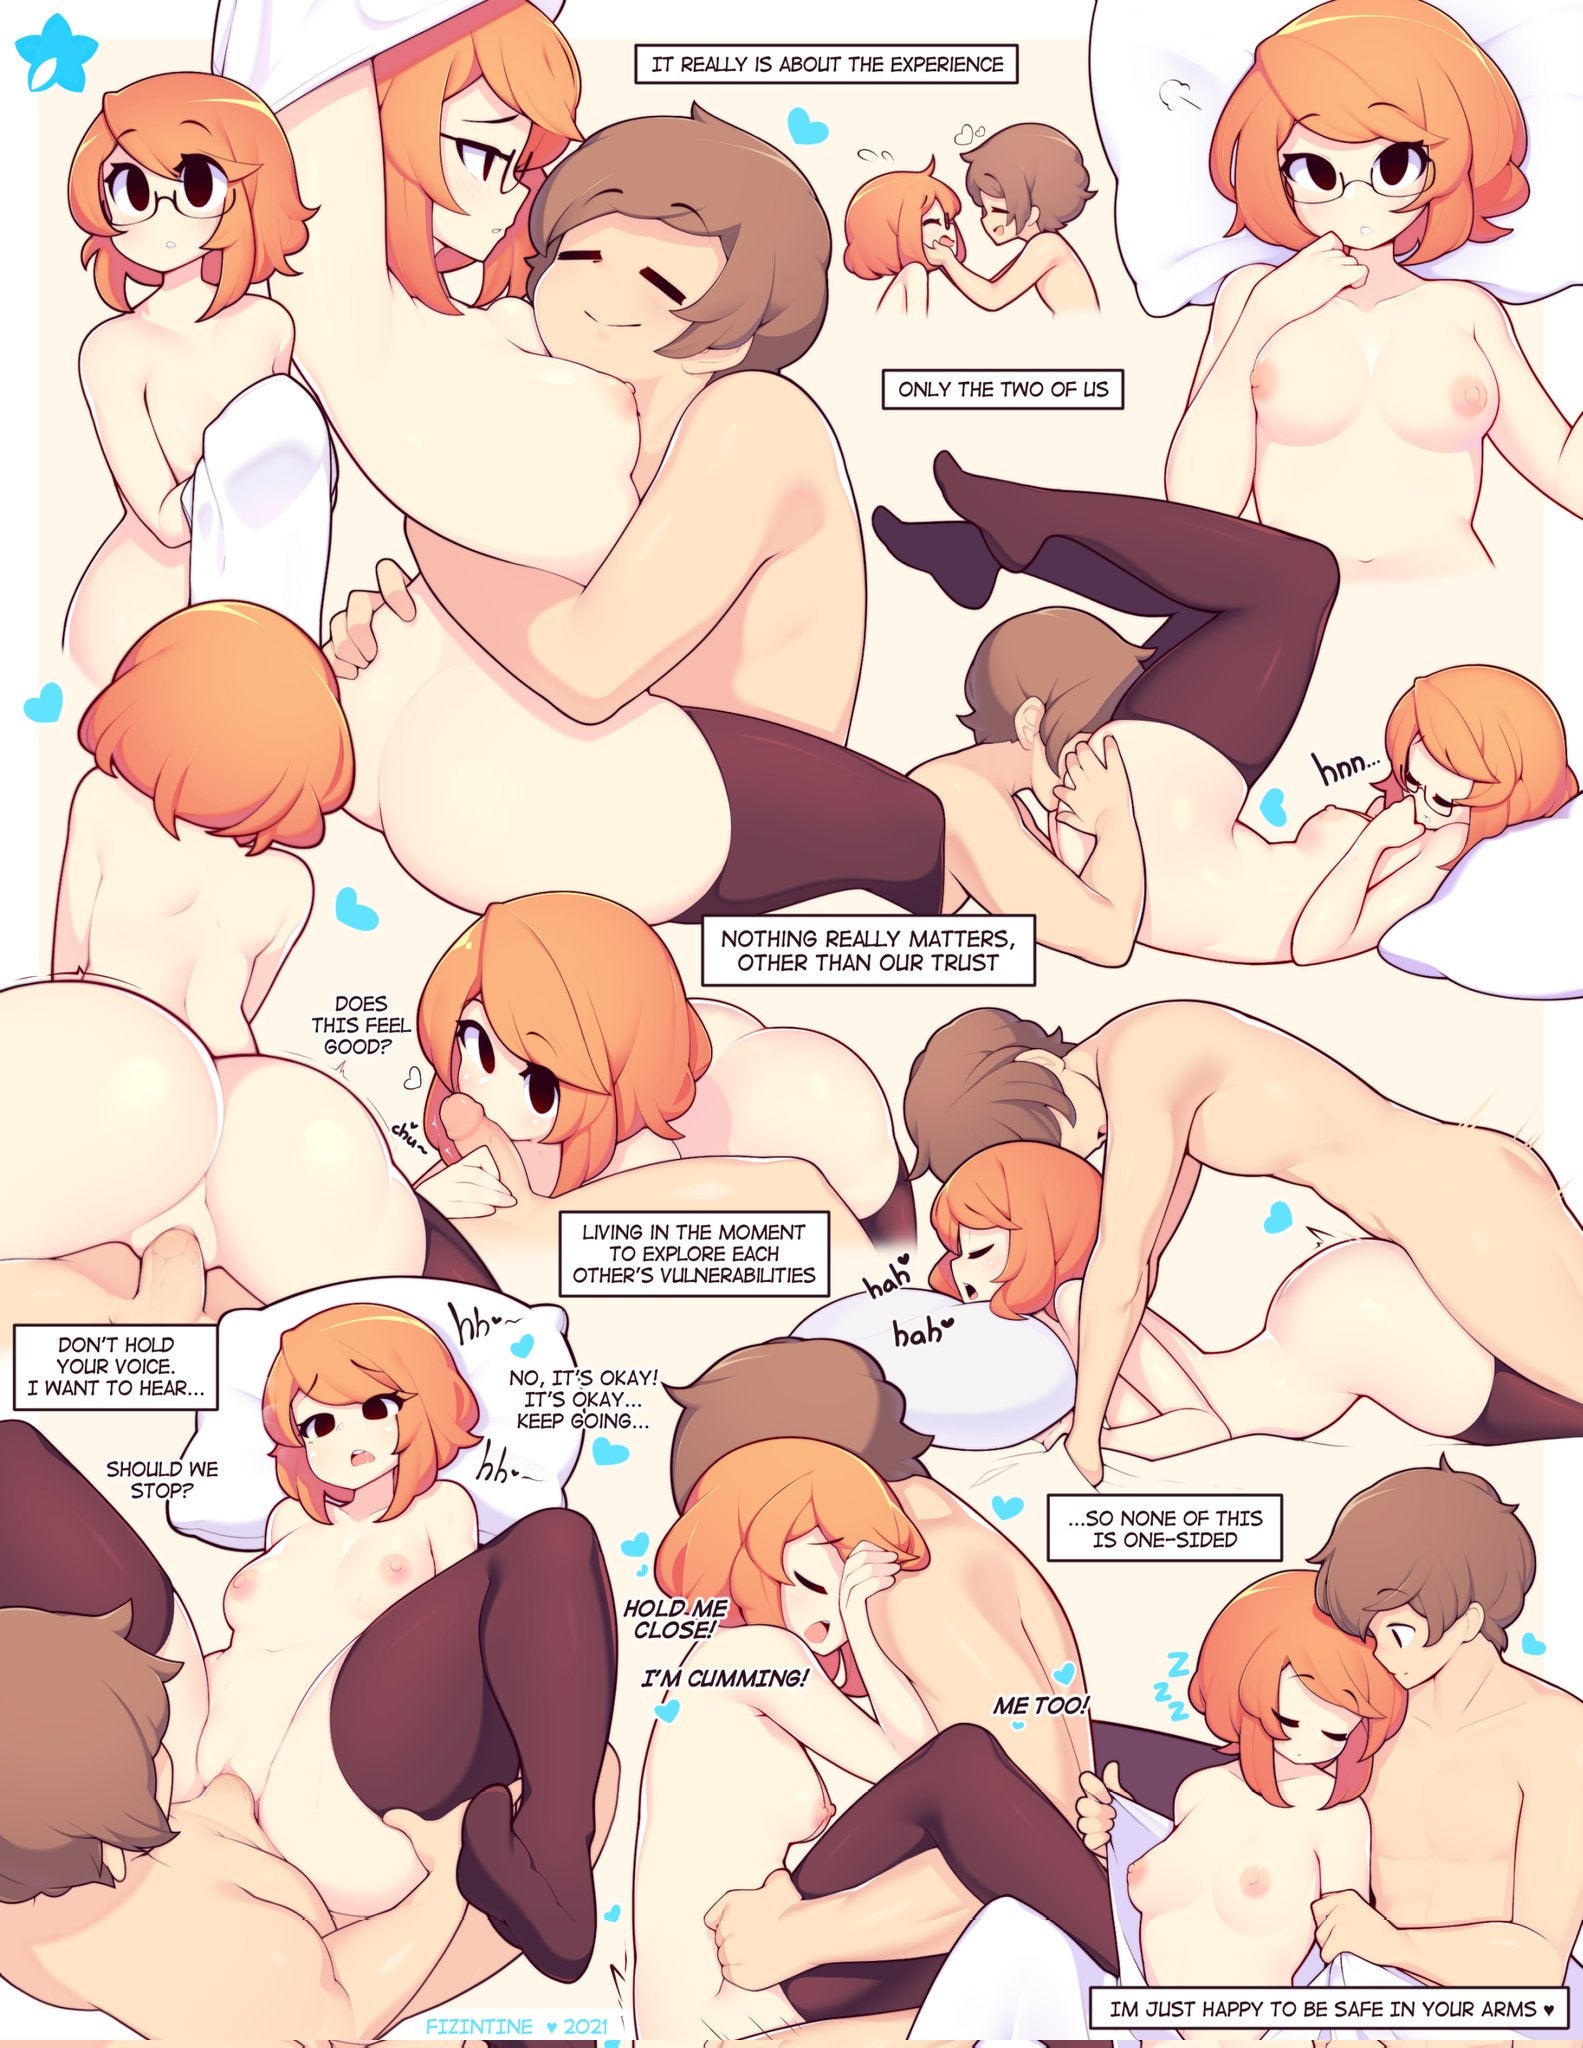 IT REALLY IS ABOUT THE EXPERIENCE
ONLY THE TWO OF US
hnn...
NOTHING REALLY MATTERS,
OTHER THAN OUR TRUST
DOES
THIS FEEL
GOOD?
chu~
LIVING IN THE MOMENT
TO EXPLORE EACH
OTHER'S VULNERABILITIES
hah♥
hah♥
DON'T HOLD
YOUR VOICE.
I WANT TO HEAR...
hh♥~
NO, IT'S OKAY!
IT'S OKAY...
KEEP GOING...
SHOULD WE
STOP?
hh♥~
...SO NONE OF THIS
IS ONE-SIDED
HOLD ME
CLOSE!
I'M CUMMING!
ME TOO!
Z
Z
Z
IM JUST HAPPY TO BE SAFE IN YOUR ARMS ♥
FIZINTINE ♥ 2021